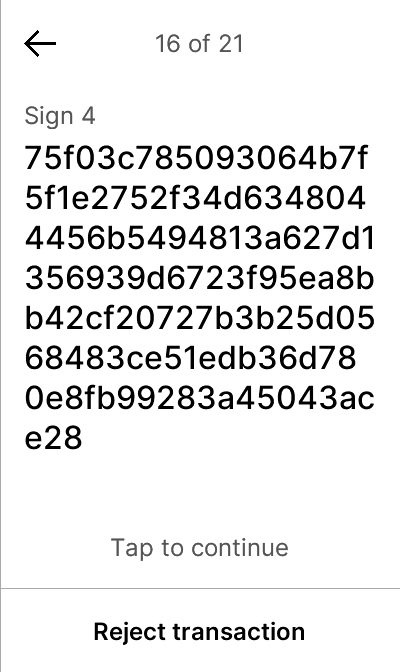 16 of 21
Sign 4
75f03c785093064b7f
5f1e2752f34d634804
4456b5494813a627d1
356939d6723f95ea8b
b42cf20727b3b25d05
68483ce51edb36d78
0e8fb99283a45043ac
e28
Tap to continue
Reject transaction